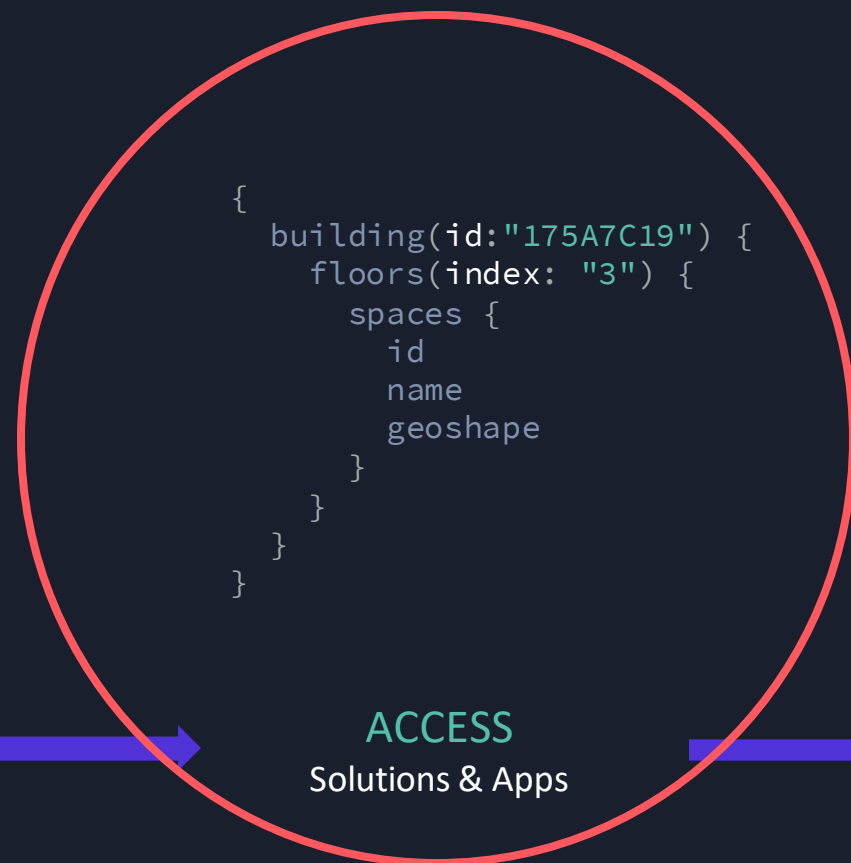 {
  building(id:"175A7C19") {
    floors(index: "3") {
      spaces {
        id
        name
        geoshape
      }
    }
  }
}
ACCESS
Solutions & Apps